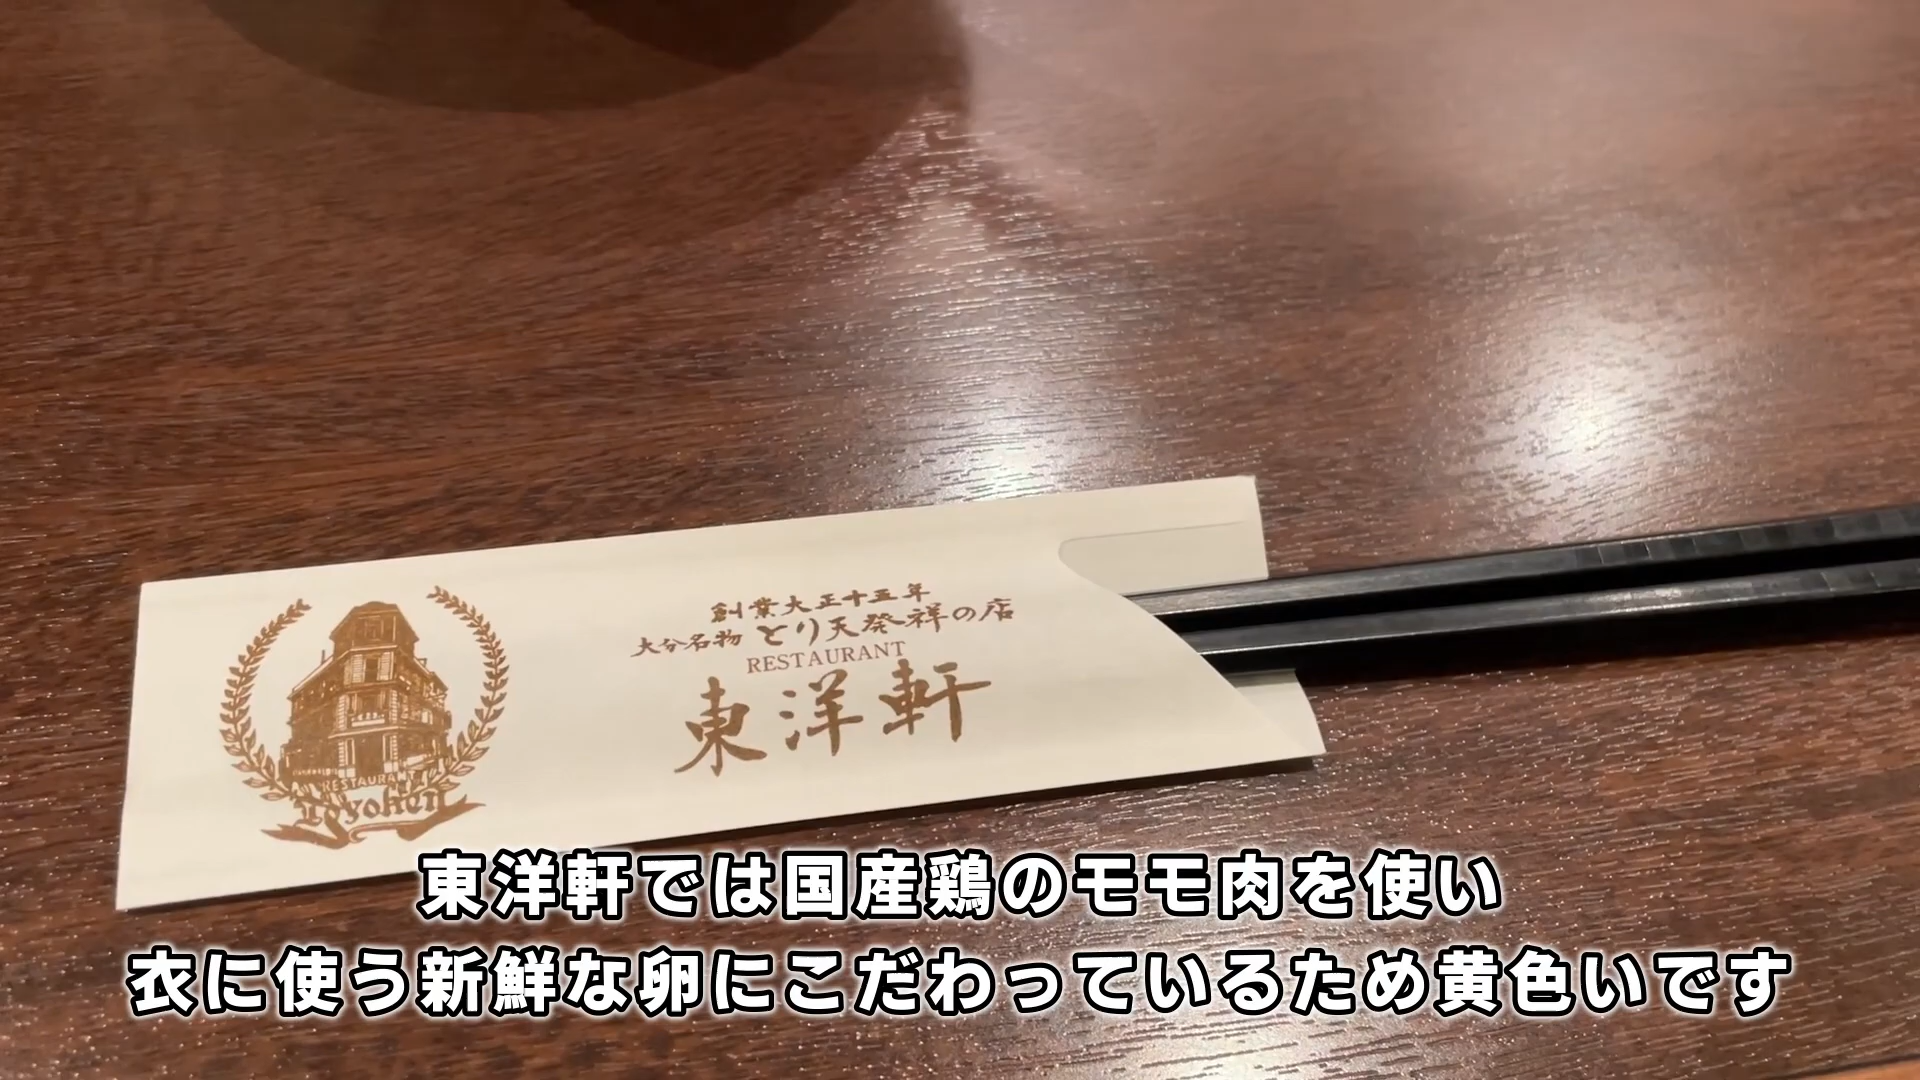 創業大正十五年
大分名物 とり天発祥の店
RESTAURANT
東洋軒
RESTAURANT
Toyoken
東洋軒では国産鶏のモモ肉を使い
衣に使う新鮮な卵にこだわっているため黄色いです